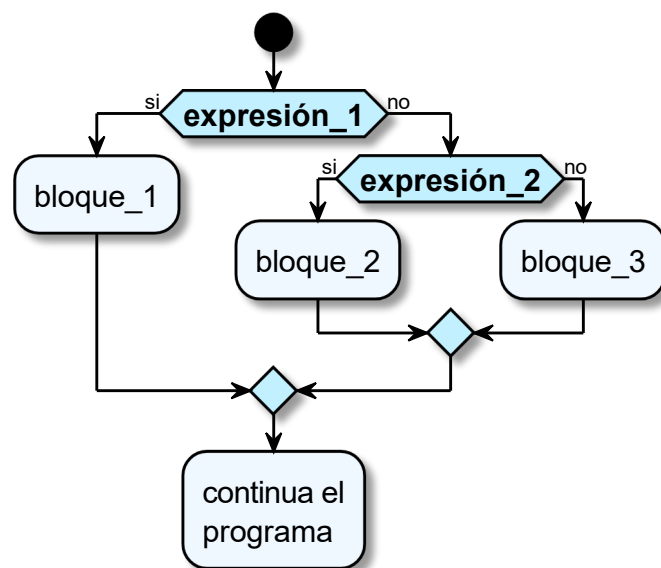 si
expresión_1
no
bloque_1
si
expresión_2
no
bloque_2
bloque_3
continua el
programa